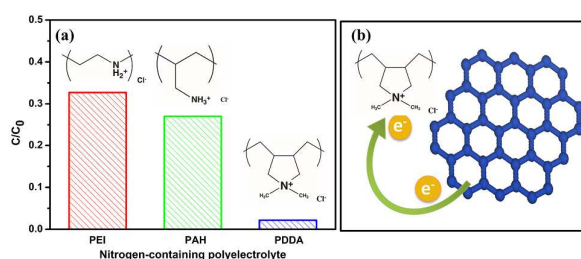 (a)
(b)
C/C0
0.5
0.4
0.3
0.2
0.1
0.0
N
H2+
Cl-
NH3+
Cl-
N+
H3C
CH3
Cl-
PEI
PAH
PDDA
Nitrogen-containing polyelectrolyte
N+
H3C
CH3
Cl-
e-
e-